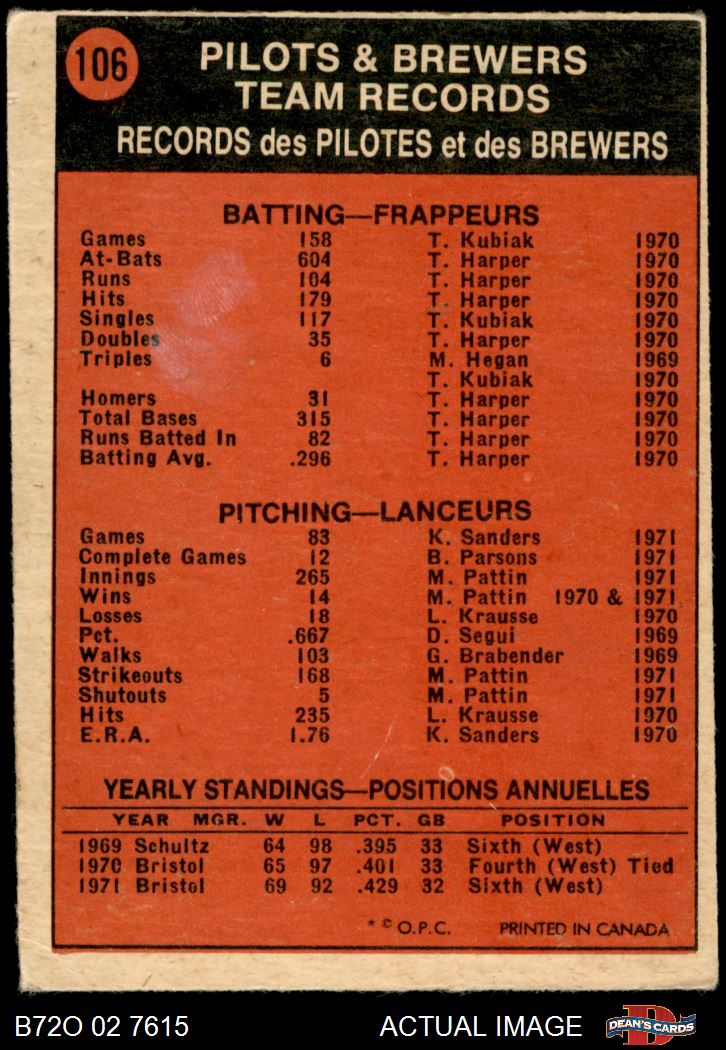 106
PILOTS & BREWERS
TEAM RECORDS
RECORDS des PILOTES et des BREWERS
BATTING—FRAPPEURS
Games 158 T. Kubiak 1970
At-Bats 604 T. Harper 1970
Runs 104 T. Harper 1970
Hits 179 T. Harper 1970
Singles 117 T. Kubiak 1970
Doubles 35 T. Harper 1970
Triples 6 M. Hegan 1969
T. Kubiak 1970
Homers 31 T. Harper 1970
Total Bases 315 T. Harper 1970
Runs Batted In 82 T. Harper 1970
Batting Avg. .296 T. Harper 1970
PITCHING—LANCEURS
Games 83 K. Sanders 1971
Complete Games 12 B. Parsons 1971
Innings 265 M. Pattin 1971
Wins 14 M. Pattin 1970 & 1971
Losses 18 L. Krausse 1970
Pct. .667 D. Segui 1969
Walks 103 G. Brabender 1969
Strikeouts 168 M. Pattin 1971
Shutouts 5 M. Pattin 1971
Hits 235 L. Krausse 1970
E.R.A. 1.76 K. Sanders 1970
YEARLY STANDINGS—POSITIONS ANNUELLES
YEAR MGR. W L PCT. GB POSITION
1969 Schultz 64 98 .395 33 Sixth (West)
1970 Bristol 65 97 .401 33 Fourth (West) Tied
1971 Bristol 69 92 .429 32 Sixth (West)
* © O.P.C. PRINTED IN CANADA
B72O 02 7615 ACTUAL IMAGE D DEAN'S CARDS